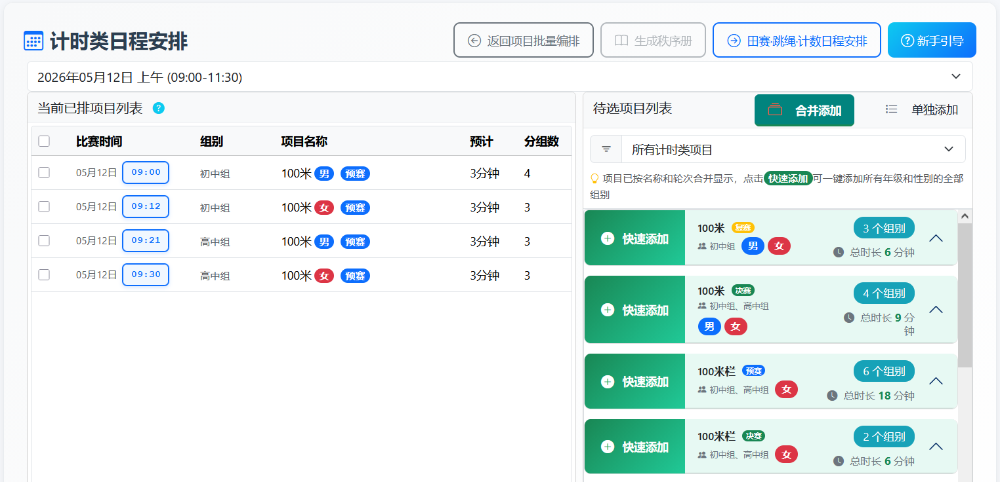 计时类日程安排
返回项目批量编排
生成秩序册
田赛·跳绳·计数日程安排
新手引导
2026年05月12日 上午 (09:00-11:30)
当前已排项目列表 ?
比赛时间 组别 项目名称 预计 分组数
05月12日 09:00 初中组 100米 男 预赛 3分钟 4
05月12日 09:12 初中组 100米 女 预赛 3分钟 3
05月12日 09:21 高中组 100米 男 预赛 3分钟 3
05月12日 09:30 高中组 100米 女 预赛 3分钟 3
待选项目列表 合并添加 单独添加
所有计时类项目
项目已按名称和轮次合并显示，点击 快速添加 可一键添加所有年级和性别的全部
组别
快速添加 100米 复赛 3 个组别
初中组 男 女 总时长 6 分钟
快速添加 100米 决赛 4 个组别
初中组、高中组 总时长 9 分
钟
男 女
快速添加 100米栏 预赛 6 个组别
初中组、高中组 女 总时长 18 分钟
快速添加 100米栏 决赛 2 个组别
初中组、高中组 女 总时长 6 分钟